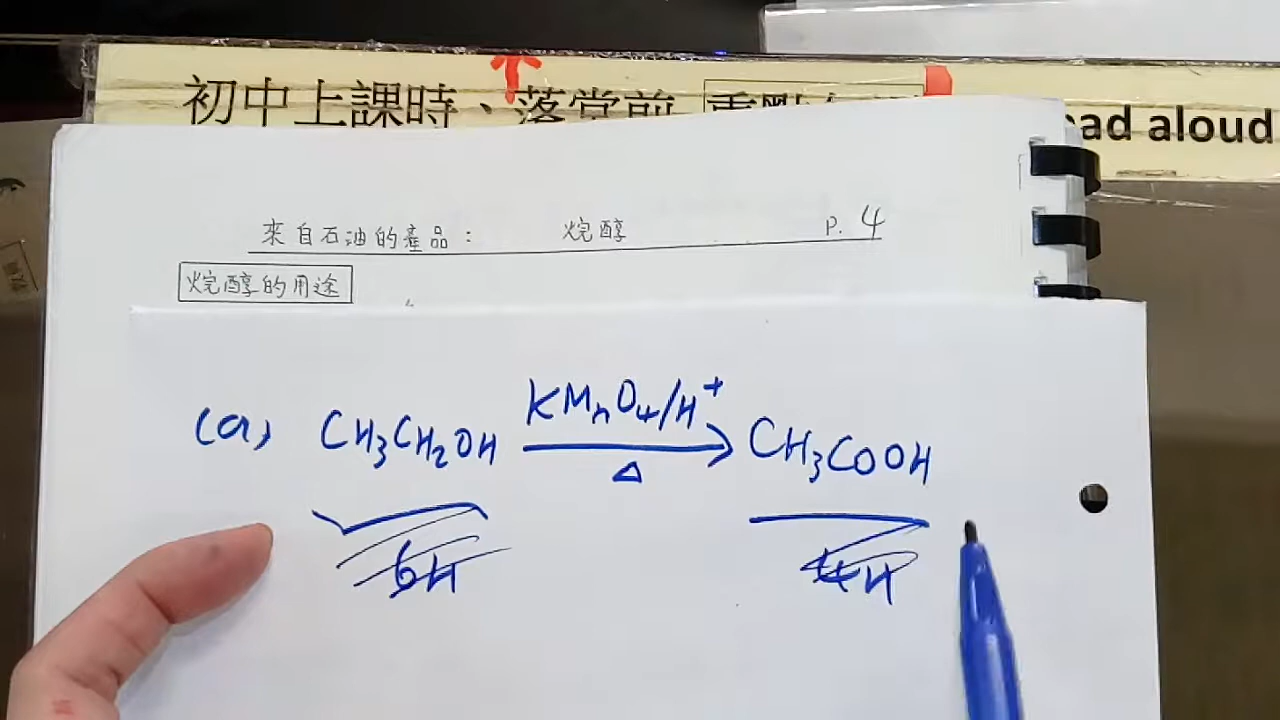 初中上課時、落堂前
ead aloud
來自石油的產品： 烷醇 P. 4
烷醇的用途
(a) CH₃CH₂OH KMnO₄/H⁺ → CH₃COOH
Δ
6H 4H